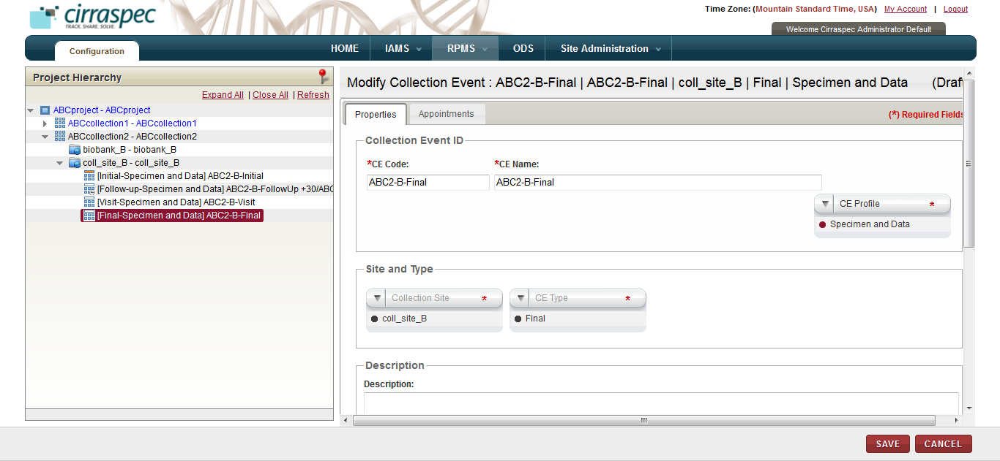 cirraspec
TRACK. SHARE. SOLVE.
Time Zone: (Mountain Standard Time, USA) My Account | Logout
Welcome Cirraspec Administrator Default
Configuration
HOME IAMS RPMS ODS Site Administration
Project Hierarchy
Expand All | Close All | Refresh
ABCproject - ABCproject
ABCcollection1 - ABCcollection1
ABCcollection2 - ABCcollection2
biobank_B - biobank_B
coll_site_B - coll_site_B
[Initial-Specimen and Data] ABC2-B-Initial
[Follow-up-Specimen and Data] ABC2-B-FollowUp +30/ABC
[Visit-Specimen and Data] ABC2-B-Visit
[Final-Specimen and Data] ABC2-B-Final
Modify Collection Event : ABC2-B-Final | ABC2-B-Final | coll_site_B | Final | Specimen and Data (Draf
Properties Appointments
(*) Required Fields
Collection Event ID
*CE Code: *CE Name:
ABC2-B-Final ABC2-B-Final
CE Profile *
Specimen and Data
Site and Type
Collection Site * CE Type *
coll_site_B Final
Description
Description:
SAVE CANCEL